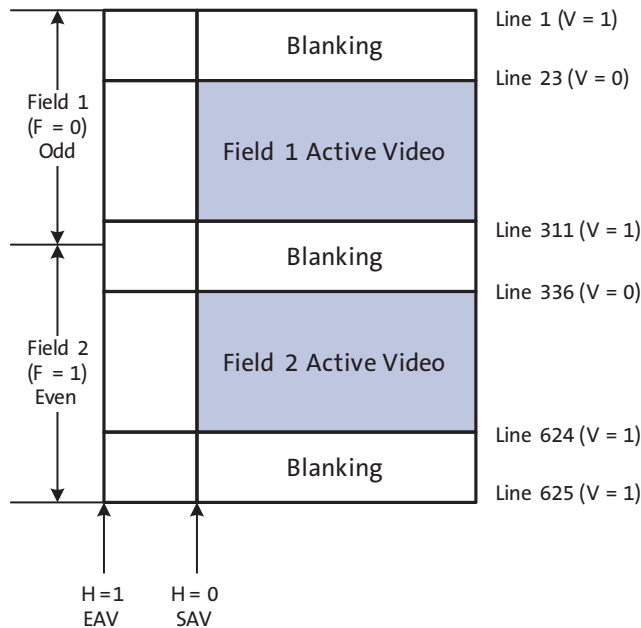 Line 1 (V = 1)
Blanking
Line 23 (V = 0)
Field 1
(F = 0)
Odd
Field 1 Active Video
Line 311 (V = 1)
Blanking
Line 336 (V = 0)
Field 2
(F = 1)
Even
Field 2 Active Video
Line 624 (V = 1)
Blanking
Line 625 (V = 1)
H = 1
EAV
H = 0
SAV